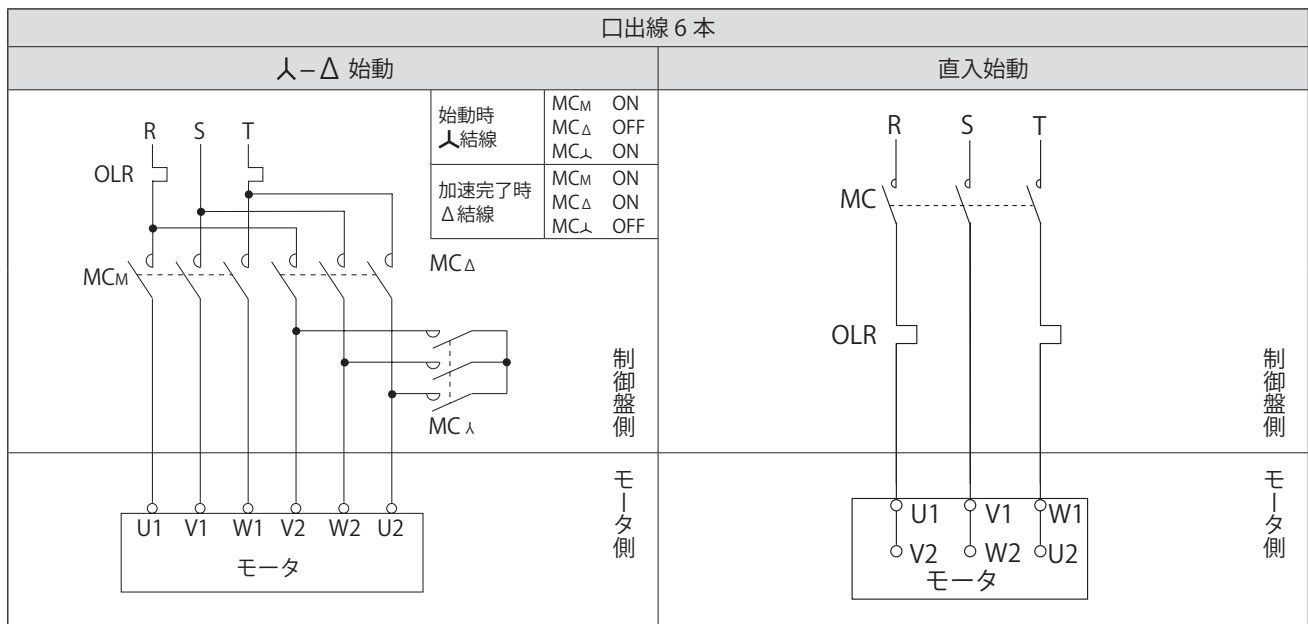 口出線 6 本
人 – Δ 始動
直入始動
始動時
人結線
MCM ON
MCΔ OFF
MC人 ON
加速完了時
Δ結線
MCM ON
MCΔ ON
MC人 OFF
R S T
OLR
MCM
MCΔ
MC人
制御盤側
U1 V1 W1 V2 W2 U2
モータ
モータ側
R S T
MC
OLR
制御盤側
U1 V1 W1
V2 W2 U2
モータ
モータ側